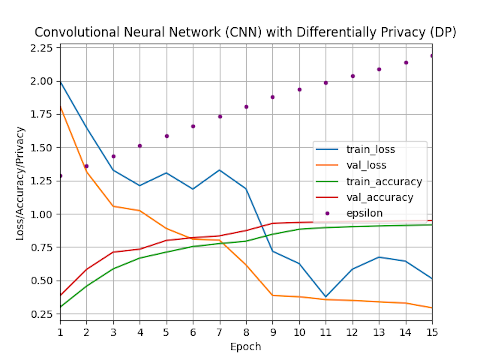 Convolutional Neural Network (CNN) with Differentially Privacy (DP)
2.25
2.00
1.75
1.50
1.25
1.00
0.75
0.50
0.25
Loss/Accuracy/Privacy
train_loss
val_loss
train_accuracy
val_accuracy
epsilon
1 2 3 4 5 6 7 8 9 10 11 12 13 14 15
Epoch